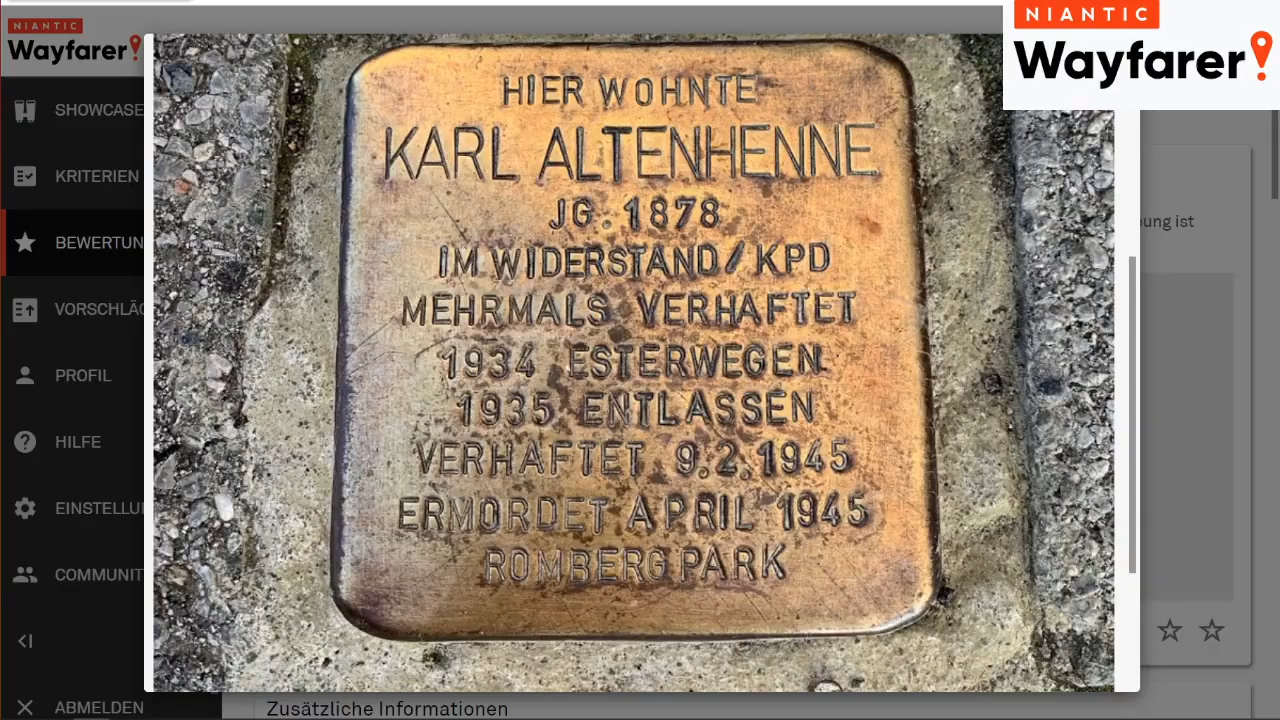 NIANTIC
Wayfarer!
NIANTIC
Wayfarer!
SHOWCASE
KRITERIEN
BEWERTUN
VORSCHLÄG
PROFIL
HILFE
EINSTELLU
COMMUNIT
ABMELDEN
HIER WOHNTE
KARL ALTENHENNE
JG. 1878
IM WIDERSTAND/KPD
MEHRMALS VERHAFTET
1934 ESTERWEGEN
1935 ENTLASSEN
VERHAFTET 9.2.1945
ERMORDET APRIL 1945
ROMBERGPARK
ung ist
Zusätzliche Informationen